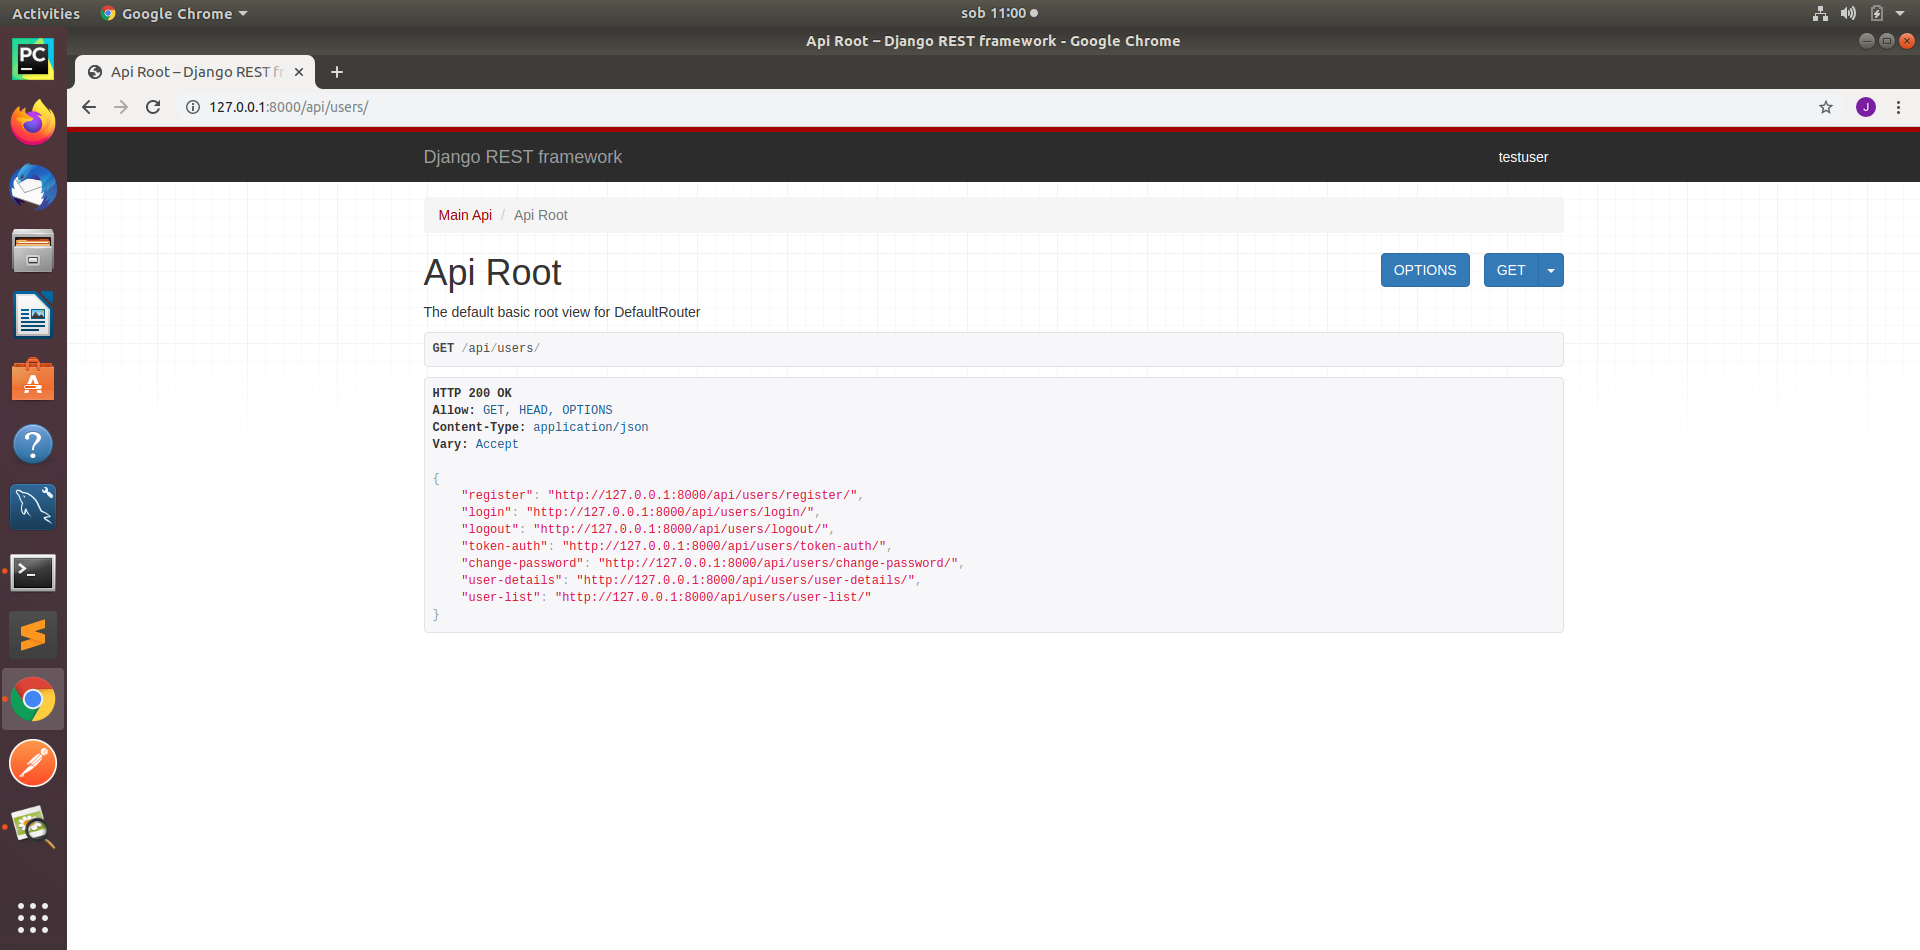 Activities
Google Chrome
sob 11:00
Api Root – Django REST framework - Google Chrome
PC
Api Root – Django REST fr
127.0.0.1:8000/api/users/
J
Django REST framework
testuser
Main Api / Api Root
Api Root
OPTIONS
GET
The default basic root view for DefaultRouter
GET /api/users/
HTTP 200 OK
Allow: GET, HEAD, OPTIONS
Content-Type: application/json
Vary: Accept
{
    "register": "http://127.0.0.1:8000/api/users/register/",
    "login": "http://127.0.0.1:8000/api/users/login/",
    "logout": "http://127.0.0.1:8000/api/users/logout/",
    "token-auth": "http://127.0.0.1:8000/api/users/token-auth/",
    "change-password": "http://127.0.0.1:8000/api/users/change-password/",
    "user-details": "http://127.0.0.1:8000/api/users/user-details/",
    "user-list": "http://127.0.0.1:8000/api/users/user-list/"
}